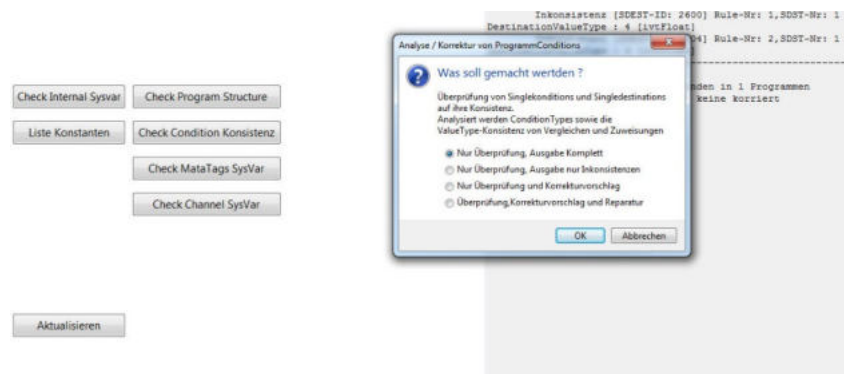 Inkonsistenz [SDEST-ID: 2600] Rule-Nr: 1,SDST-Nr: 1
DestinationValueType : 4 [ivtFloat]
04] Rule-Nr: 2,SDST-Nr: 1
Analyse / Korrektur von ProgrammConditions
Was soll gemacht wertden ?
Überprüfung von Singlekonditions und Singledestinations
auf ihre Konsistenz.
Analysiert werden ConditionTypes sowie die
ValueType-Konsistenz von Vergleichen und Zuweisungen
Nur Überprüfung, Ausgabe Komplett
Nur Überprüfung, Ausgabe nur Inkonsistenzen
Nur Überprüfung und Korrekturvorschlag
Überprüfung,Korrekturvorschlag und Reparatur
OK Abbrechen
nden in 1 Programmen
keine korriert
Check Internal Sysvar Check Program Structure
Liste Konstanten Check Condition Konsistenz
Check MataTags SysVar
Check Channel SysVar
Aktualisieren